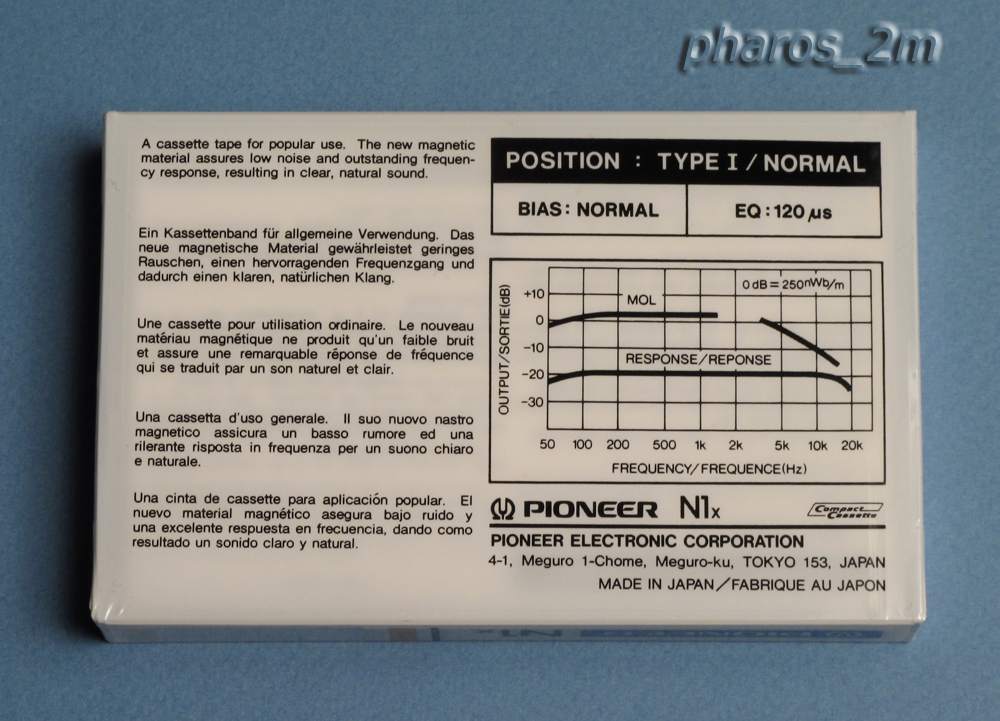 pharos_2m
A cassette tape for popular use. The new magnetic
material assures low noise and outstanding frequen-
cy response, resulting in clear, natural sound.
Ein Kassettenband für allgemeine Verwendung. Das
neue magnetische Material gewährleistet geringes
Rauschen, einen hervorragenden Frequenzgang und
dadurch einen klaren, natürlichen Klang.
Une cassette pour utilisation ordinaire. Le nouveau
matériau magnétique ne produit qu'un faible bruit
et assure une remarquable réponse de fréquence
qui se traduit par un son naturel et clair.
Una cassetta d'uso generale. Il suo nuovo nastro
magnetico assicura un basso rumore ed una
rilerante risposta in frequenza per un suono chiaro
e naturale.
Una cinta de cassette para aplicación popular. El
nuevo material magnético asegura bajo ruido y
una excelente respuesta en frecuencia, dando como
resultado un sonido claro y natural.
POSITION : TYPE I / NORMAL
BIAS: NORMAL
EQ: 120 µs
OUTPUT/SORTIE(dB)
+10
0
-10
-20
-30
0 dB = 250nWb/m
MOL
RESPONSE/REPONSE
50 100 200 500 1k 2k 5k 10k 20k
FREQUENCY/FREQUENCE(Hz)
PIONEER N1x
Compact
Cassette
PIONEER ELECTRONIC CORPORATION
4-1, Meguro 1-Chome, Meguro-ku, TOKYO 153, JAPAN
MADE IN JAPAN/FABRIQUE AU JAPON